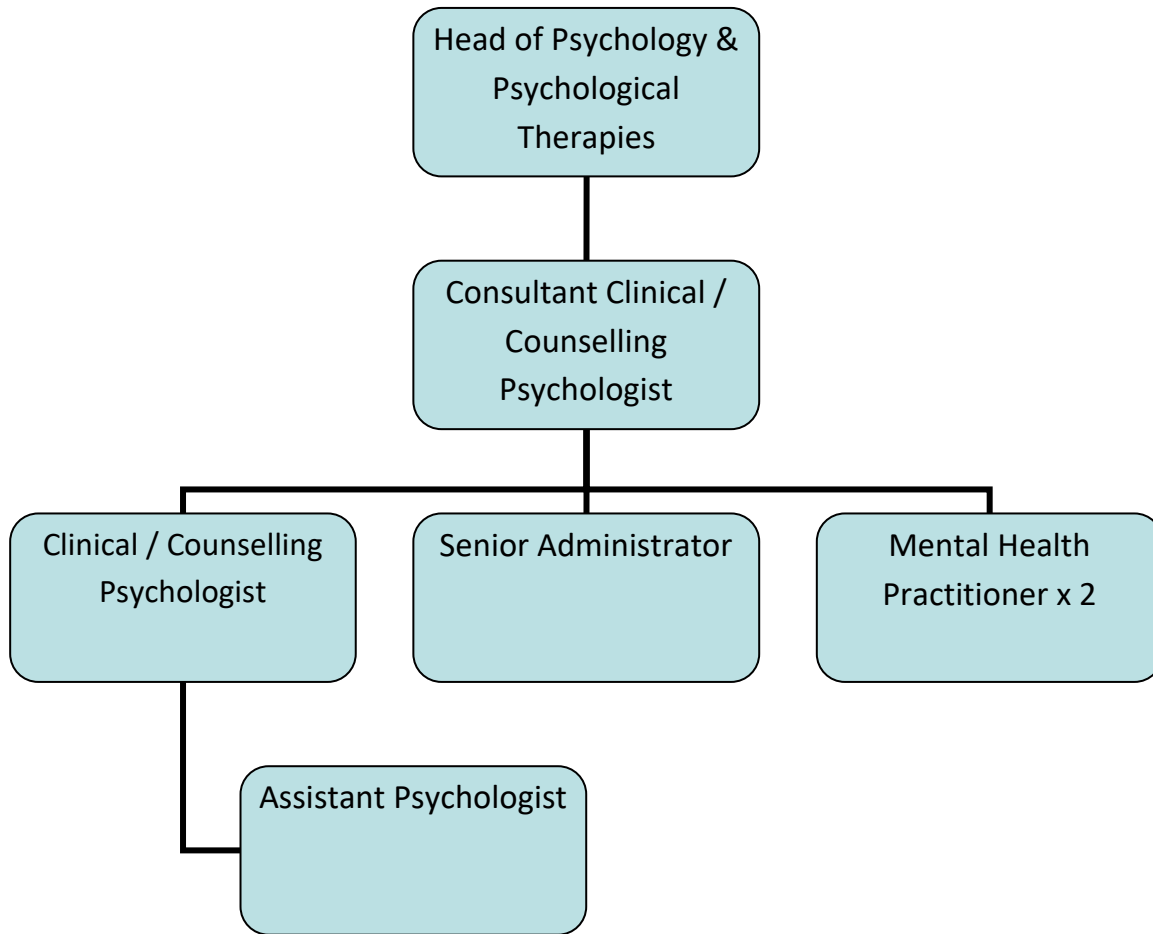 Head of Psychology &
Psychological
Therapies
Consultant Clinical /
Counselling
Psychologist
Clinical / Counselling
Psychologist
Senior Administrator
Mental Health
Practitioner x 2
Assistant Psychologist